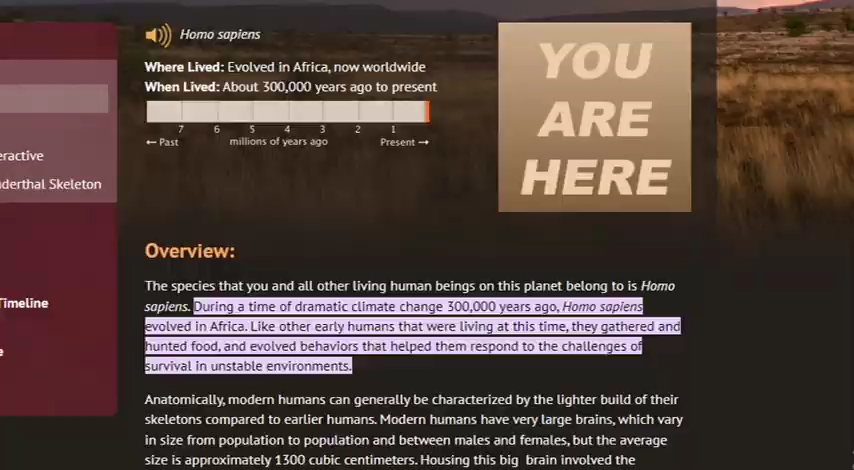 Homo sapiens
Where Lived: Evolved in Africa, now worldwide
When Lived: About 300,000 years ago to present
7 6 5 4 3 2 1
← Past millions of years ago Present →
YOU
ARE
HERE
eractive
derthal Skeleton
Timeline
e
Overview:
The species that you and all other living human beings on this planet belong to is Homo
sapiens. During a time of dramatic climate change 300,000 years ago, Homo sapiens
evolved in Africa. Like other early humans that were living at this time, they gathered and
hunted food, and evolved behaviors that helped them respond to the challenges of
survival in unstable environments.
Anatomically, modern humans can generally be characterized by the lighter build of their
skeletons compared to earlier humans. Modern humans have very large brains, which vary
in size from population to population and between males and females, but the average
size is approximately 1300 cubic centimeters. Housing this big brain involved the